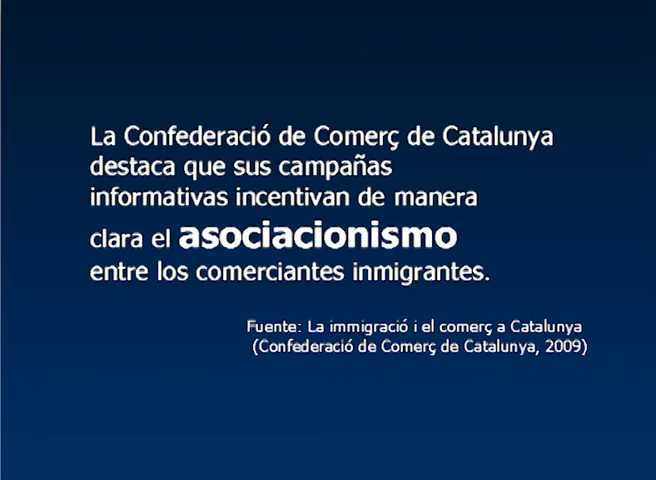 La Confederació de Comerç de Catalunya
destaca que sus campañas
informativas incentivan de manera
clara el asociacionismo
entre los comerciantes inmigrantes.
Fuente: La immigració i el comerç a Catalunya
(Confederació de Comerç de Catalunya, 2009)